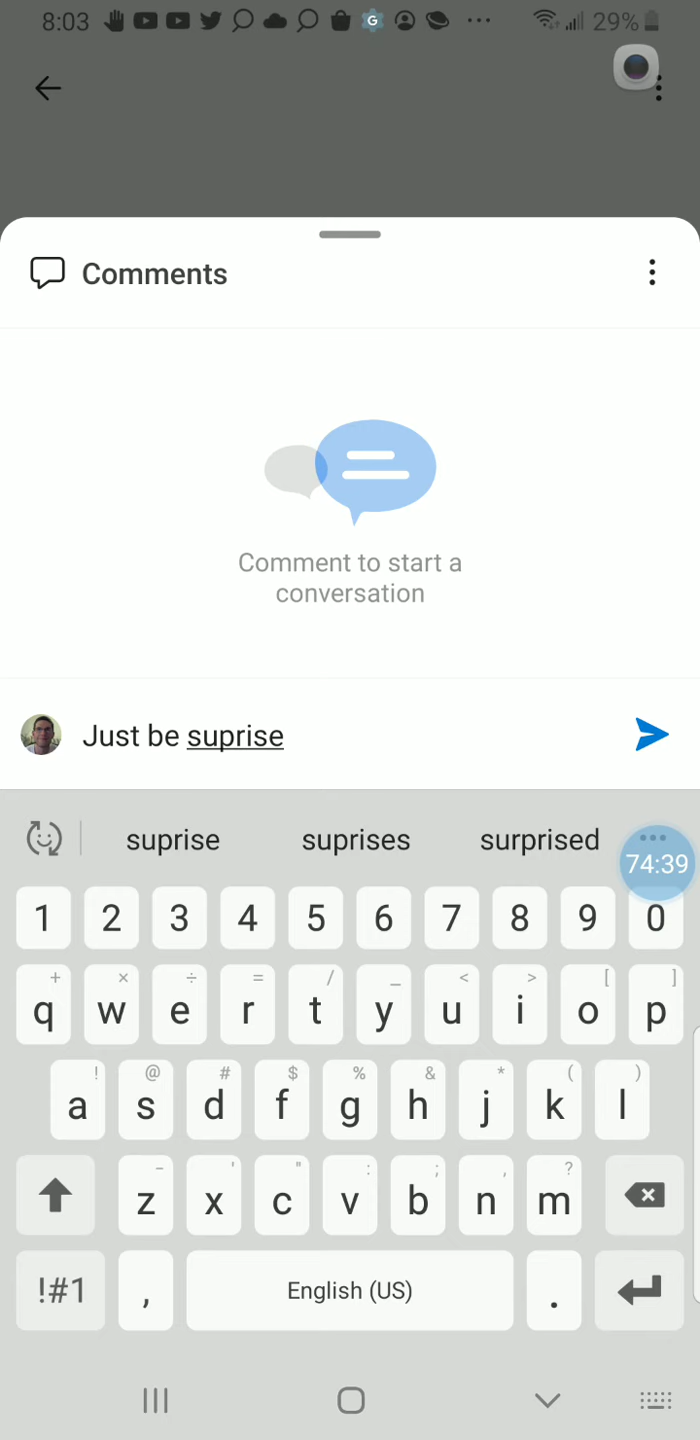 8:03 29%
Comments
Comment to start a
conversation
Just be suprise
suprise suprises surprised
74:39
1 2 3 4 5 6 7 8 9 0
+ × ÷ = / _ < > [ ]
q w e r t y u i o p
! @ # $ % & * ( )
a s d f g h j k l
- ' " : ; , ?
z x c v b n m
!#1 , English (US) .